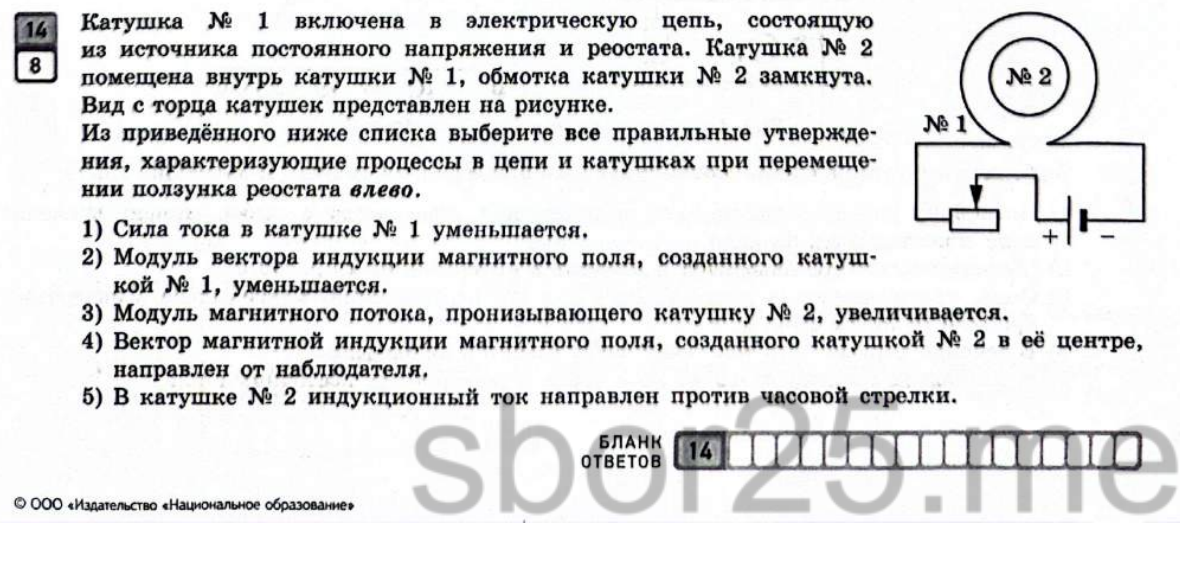 14
8
Катушка № 1 включена в электрическую цепь, состоящую
из источника постоянного напряжения и реостата. Катушка № 2
помещена внутрь катушки № 1, обмотка катушки № 2 замкнута.
Вид с торца катушек представлен на рисунке.
Из приведённого ниже списка выберите все правильные утвержде-
ния, характеризующие процессы в цепи и катушках при перемеще-
нии ползунка реостата влево.
№ 2
№ 1
+ −
1) Сила тока в катушке № 1 уменьшается.
2) Модуль вектора индукции магнитного поля, созданного катуш-
кой № 1, уменьшается.
3) Модуль магнитного потока, пронизывающего катушку № 2, увеличивается.
4) Вектор магнитной индукции магнитного поля, созданного катушкой № 2 в её центре,
направлен от наблюдателя.
5) В катушке № 2 индукционный ток направлен против часовой стрелки.
БЛАНК
ОТВЕТОВ
14
sbor25.me
© ООО «Издательство «Национальное образование»